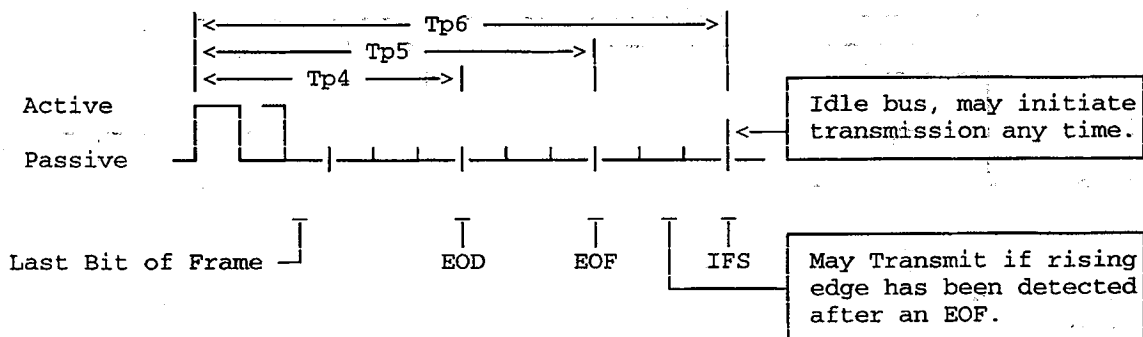 Tp6
Tp5
Tp4
Active
Passive
Idle bus, may initiate
transmission any time.
Last Bit of Frame
EOD
EOF
IFS
May Transmit if rising
edge has been detected
after an EOF.